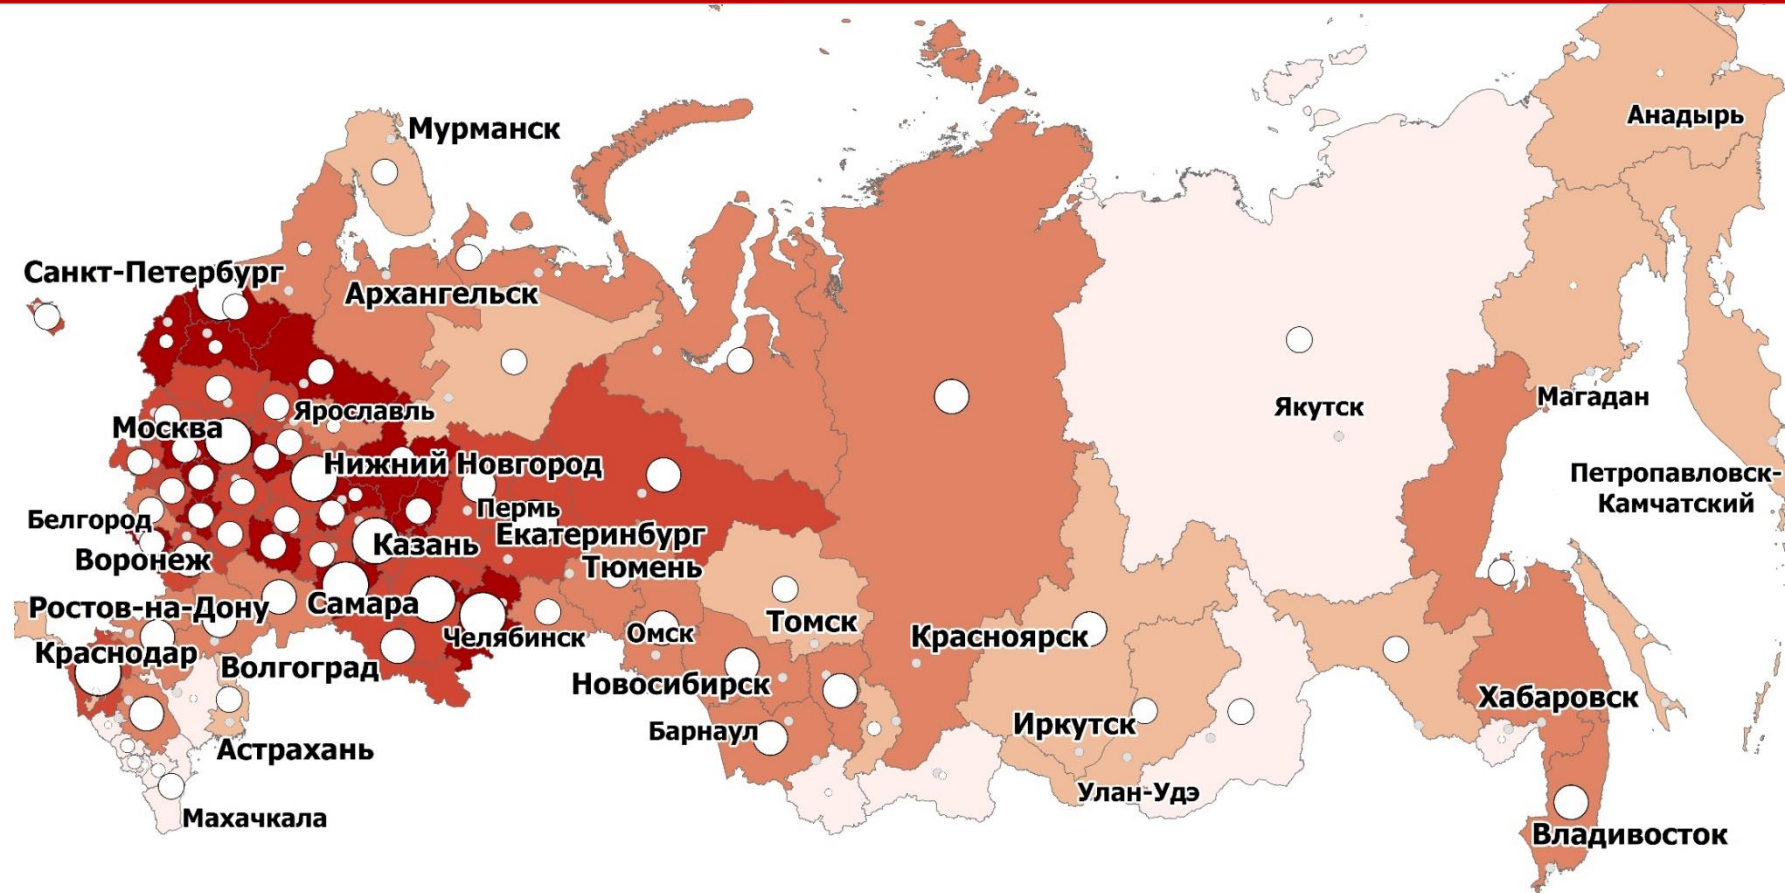 Мурманск
Анадырь
Санкт-Петербург
Архангельск
Ярославль
Якутск
Магадан
Москва
Нижний Новгород
Петропавловск-
Камчатский
Пермь
Белгород
Екатеринбург
Казань
Воронеж
Тюмень
Ростов-на-Дону
Самара
Челябинск
Омск
Томск
Красноярск
Краснодар
Волгоград
Новосибирск
Хабаровск
Иркутск
Барнаул
Астрахань
Улан-Удэ
Махачкала
Владивосток